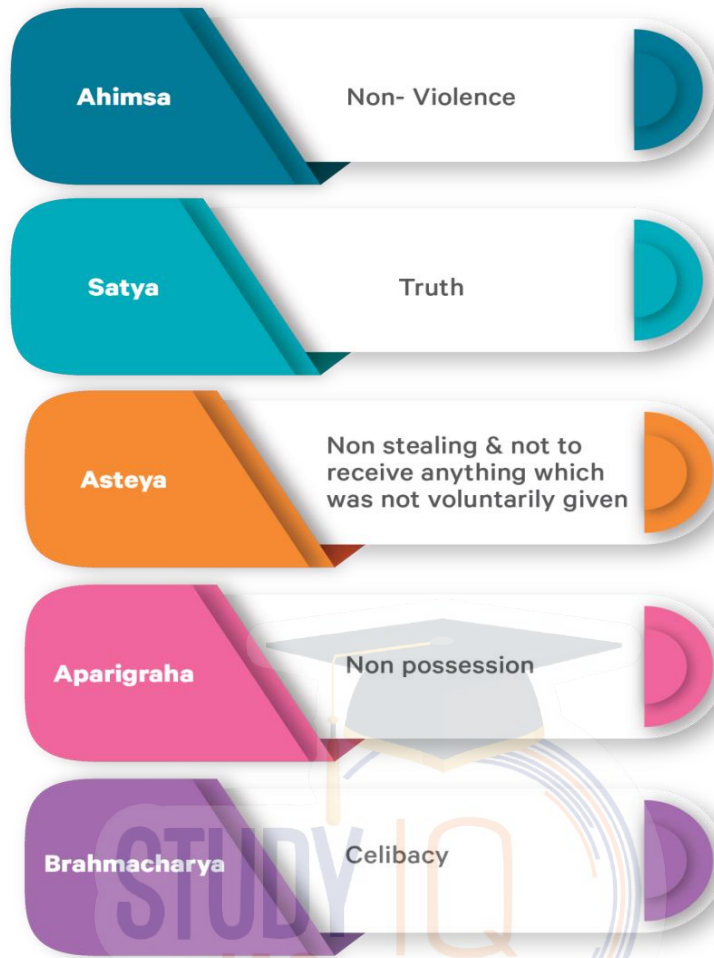 Ahimsa
Non- Violence
Satya
Truth
Asteya
Non stealing & not to
receive anything which
was not voluntarily given
Aparigraha
Non possession
Brahmacharya
Celibacy
STUDY IQ